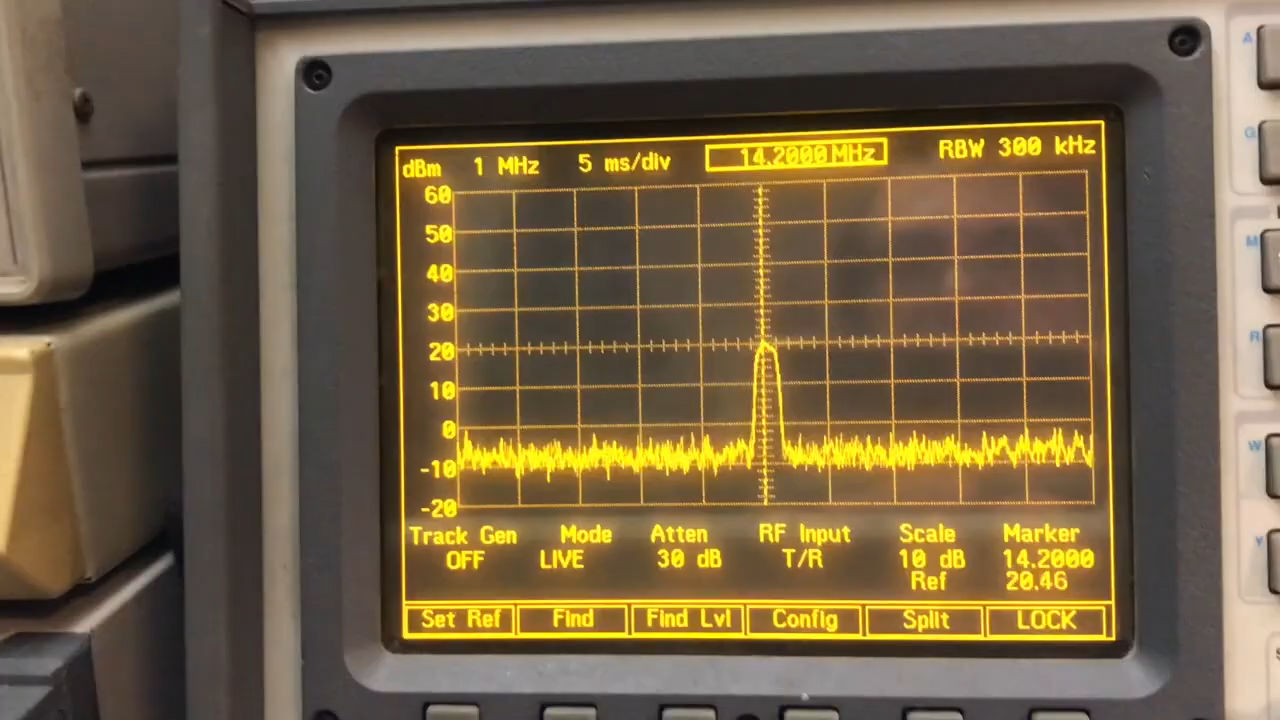 dBm 1 MHz 5 ms/div 14.2000MHz RBW 300 kHz
60
50
40
30
20
10
0
-10
-20
Track Gen Mode Atten RF Input Scale Marker
OFF LIVE 30 dB T/R 10 dB 14.2000
Ref 20.46
Set Ref Find Find Lvl Config Split LOCK
A
G
M
R
W
Y